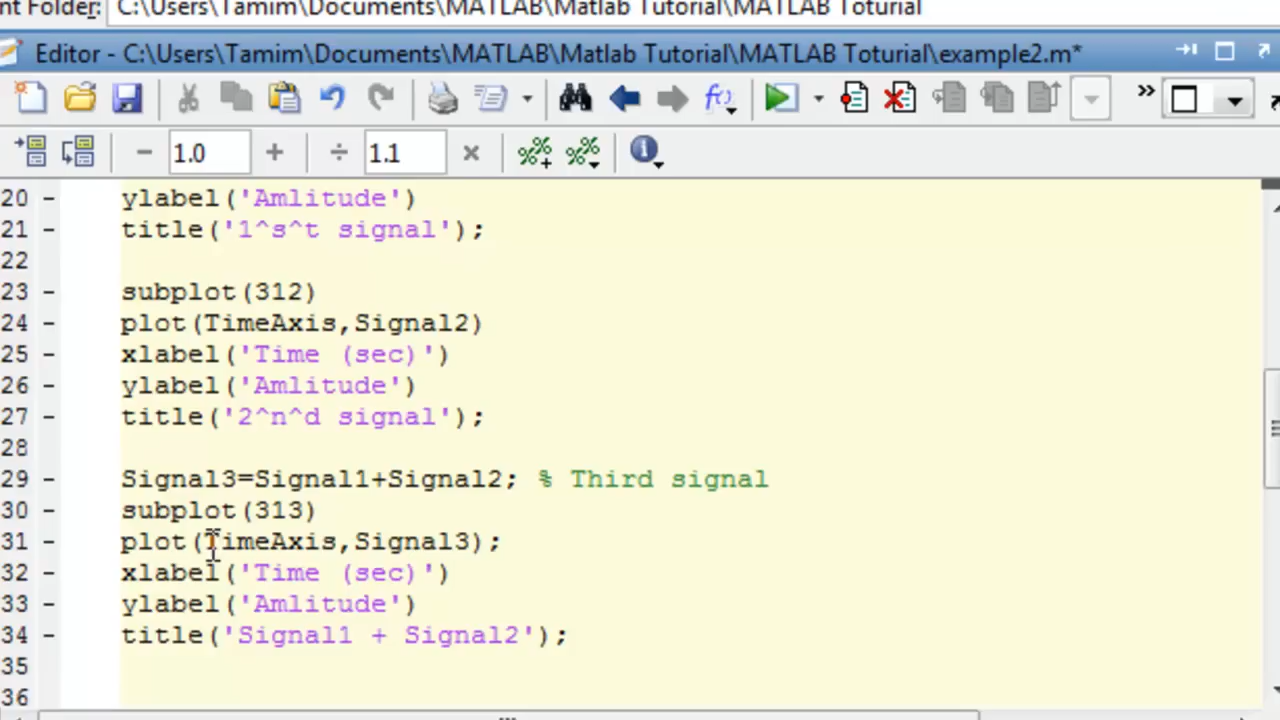 nt Folder: C:\Users\Tamim\Documents\MATLAB\Matlab Tutorial\MATLAB Toturial
Editor - C:\Users\Tamim\Documents\MATLAB\Matlab Tutorial\MATLAB Toturial\example2.m*
- 1.0 + ÷ 1.1 ×
20 - ylabel('Amlitude')
21 - title('1^s^t signal');
22
23 - subplot(312)
24 - plot(TimeAxis,Signal2)
25 - xlabel('Time (sec)')
26 - ylabel('Amlitude')
27 - title('2^n^d signal');
28
29 - Signal3=Signal1+Signal2; % Third signal
30 - subplot(313)
31 - plot(TimeAxis,Signal3);
32 - xlabel('Time (sec)')
33 - ylabel('Amlitude')
34 - title('Signal1 + Signal2');
35
36